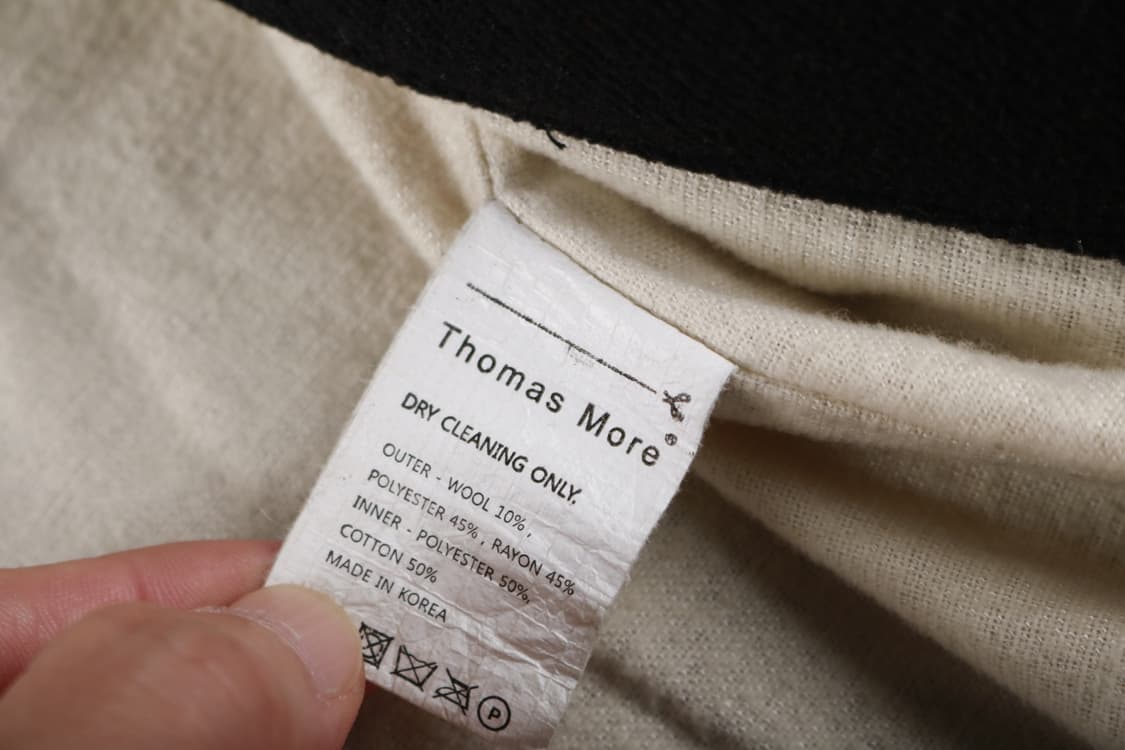 Thomas More®
DRY CLEANING ONLY.
OUTER - WOOL 10%,
POLYESTER 45%, RAYON 45%
INNER - POLYESTER 50%,
COTTON 50%
MADE IN KOREA
P